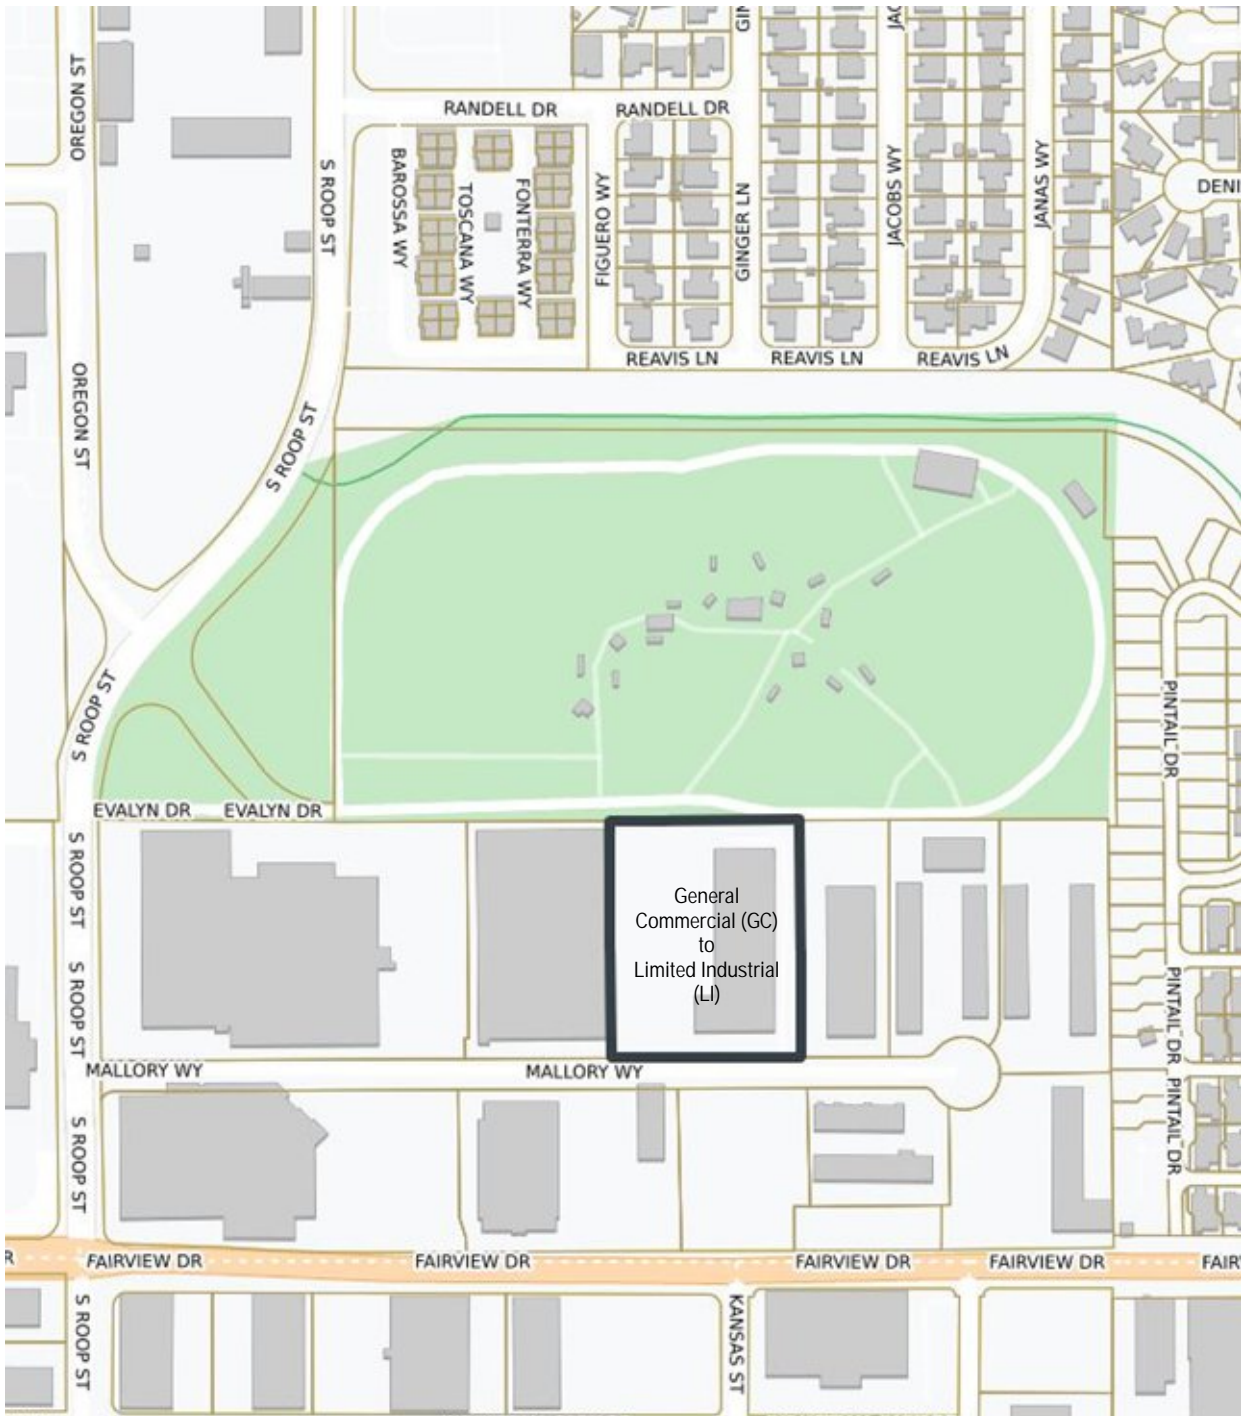 GIN
JAC
OREGON ST
RANDELL DR
RANDELL DR
S ROOP ST
BAROSSA WY
TOSCANA WY
FONTERRA WY
FIGUERO WY
GINGER LN
JACOBS WY
JANAS WY
DENI
REAVIS LN
REAVIS LN
REAVIS LN
OREGON ST
S ROOP ST
S ROOP ST
PINTAIL DR
EVALYN DR
EVALYN DR
S ROOP ST
General
Commercial (GC)
to
Limited Industrial
(LI)
S ROOP ST
PINTAIL DR
MALLORY WY
MALLORY WY
S ROOP ST
PINTAIL DR
R
FAIRVIEW DR
FAIRVIEW DR
FAIRVIEW DR
FAIRVIEW DR
FAIRV
S ROOP ST
KANSAS ST